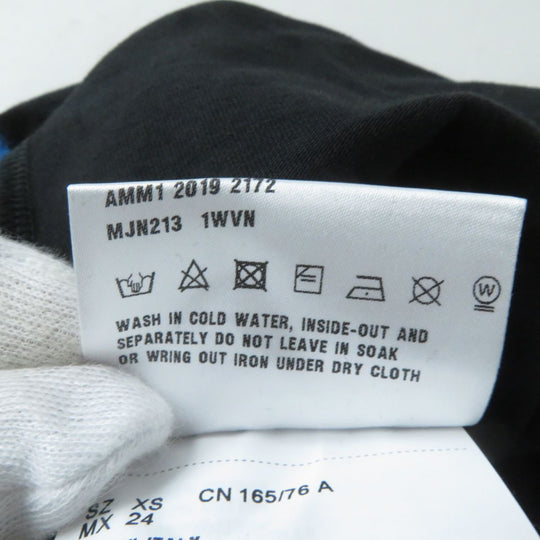 AMM1 2019 2172
MJN213 1WVN
W
WASH IN COLD WATER, INSIDE-OUT AND
SEPARATELY DO NOT LEAVE IN SOAK
OR WRING OUT IRON UNDER DRY CLOTH
SZ XS CN 165/76 A
MX 24